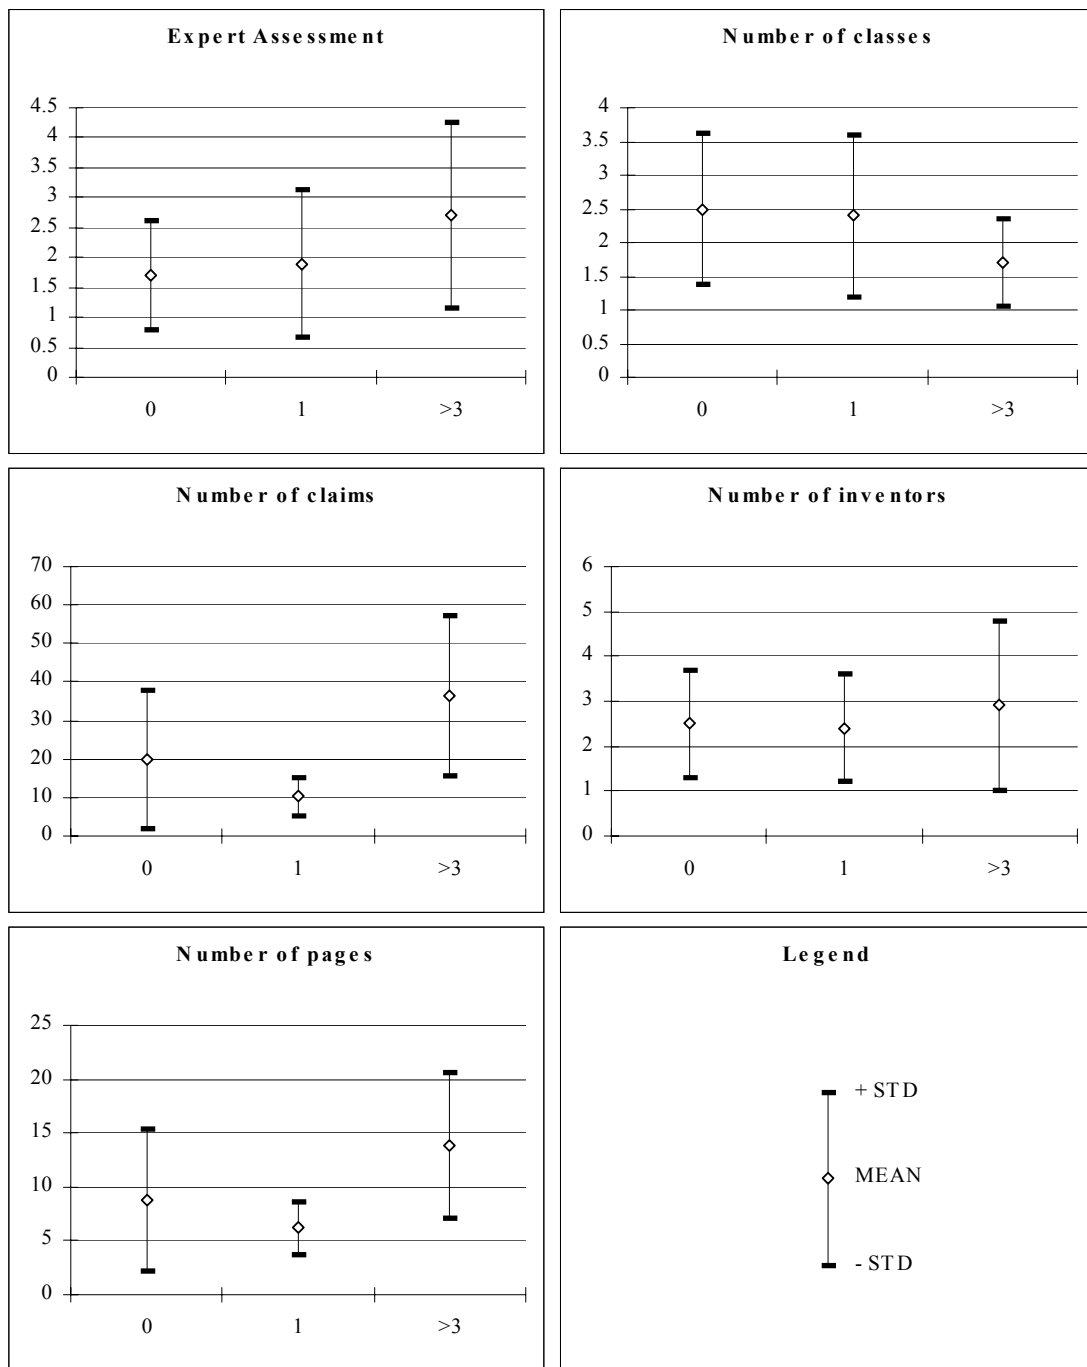 Expert Assessment
4.5
4
3.5
3
2.5
2
1.5
1
0.5
0
0 1 >3
Number of classes
4
3.5
3
2.5
2
1.5
1
0.5
0
0 1 >3
Number of claims
70
60
50
40
30
20
10
0
0 1 >3
Number of inventors
6
5
4
3
2
1
0
0 1 >3
Number of pages
25
20
15
10
5
0
0 1 >3
Legend
+ STD
MEAN
- STD